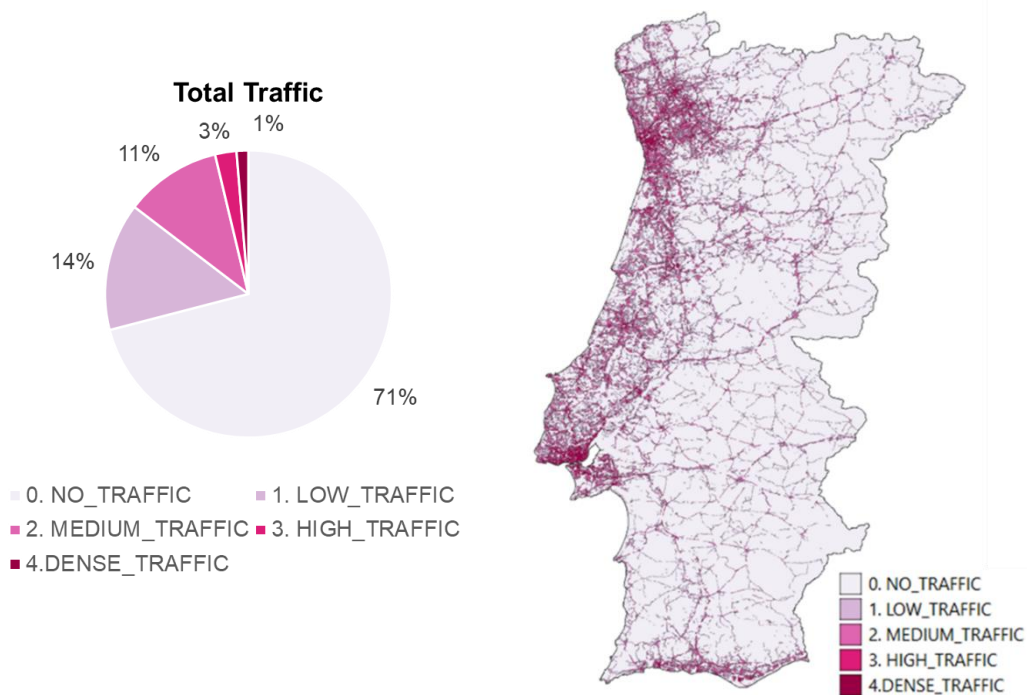 Total Traffic
3%
1%
11%
14%
71%
0. NO_TRAFFIC
1. LOW_TRAFFIC
2. MEDIUM_TRAFFIC
3. HIGH_TRAFFIC
4.DENSE_TRAFFIC
0. NO_TRAFFIC
1. LOW_TRAFFIC
2. MEDIUM_TRAFFIC
3. HIGH_TRAFFIC
4.DENSE_TRAFFIC